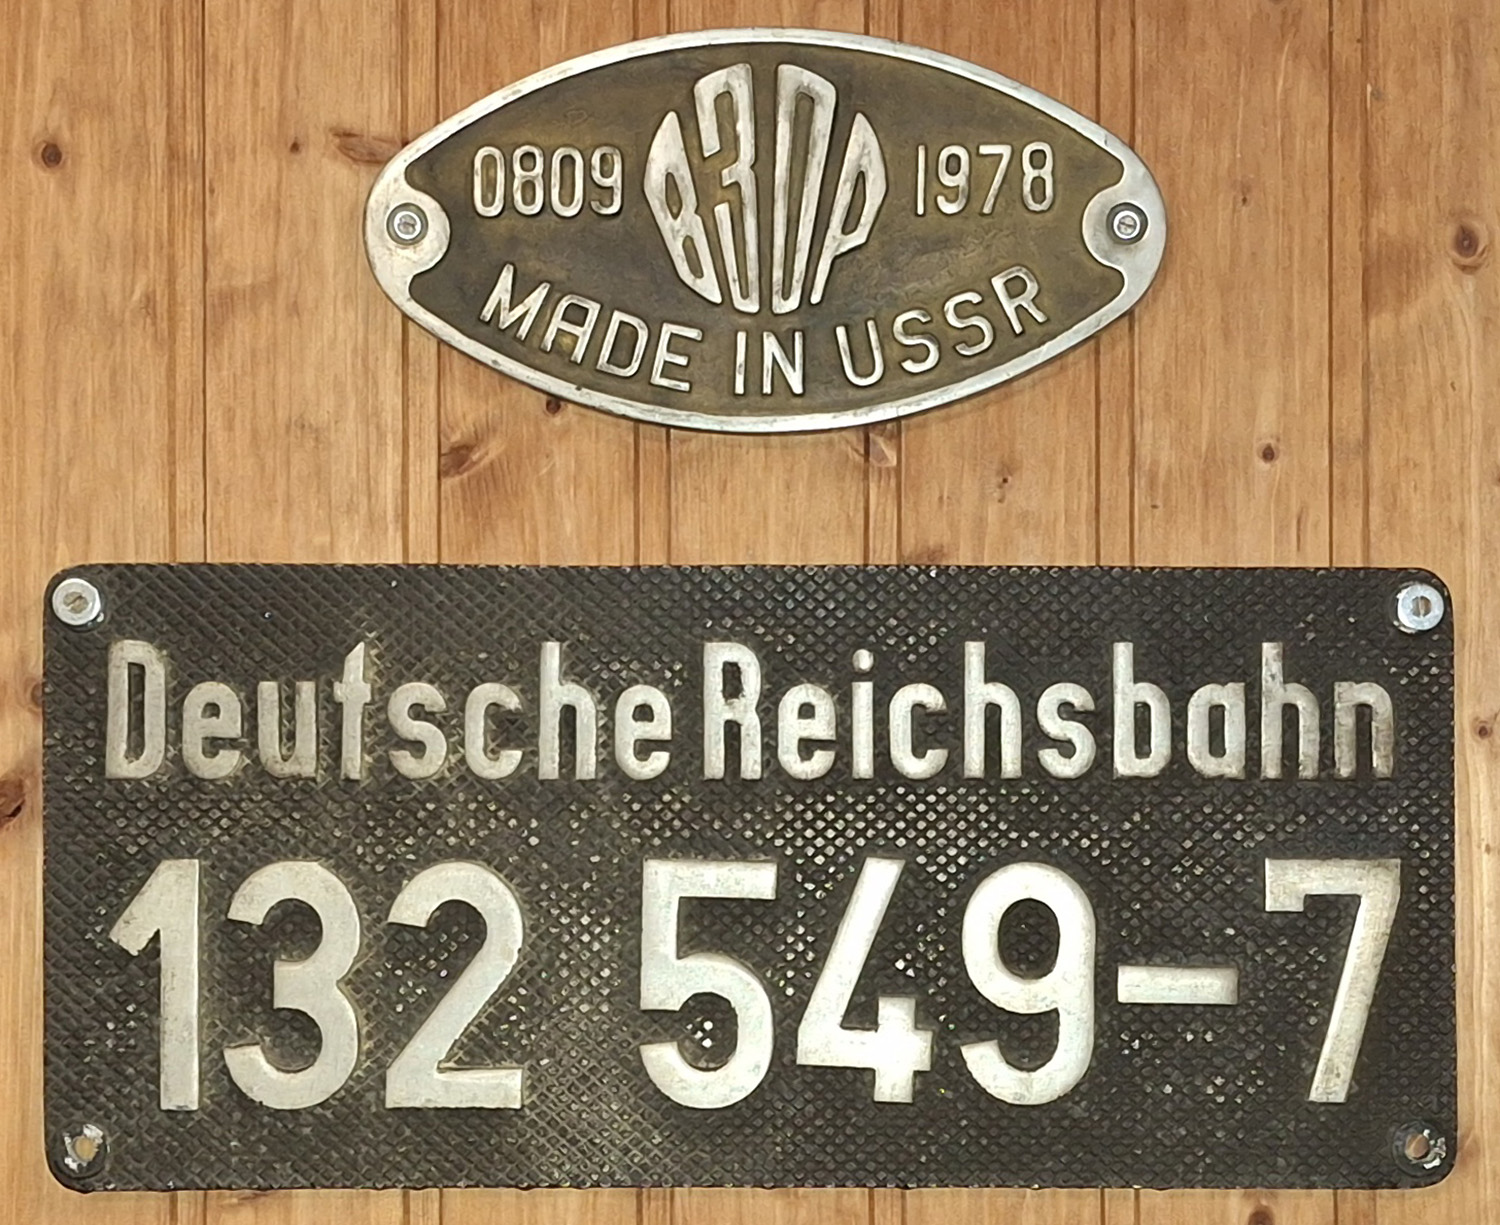 0809 ВЗОР 1978
MADE IN USSR
Deutsche Reichsbahn
132 549-7